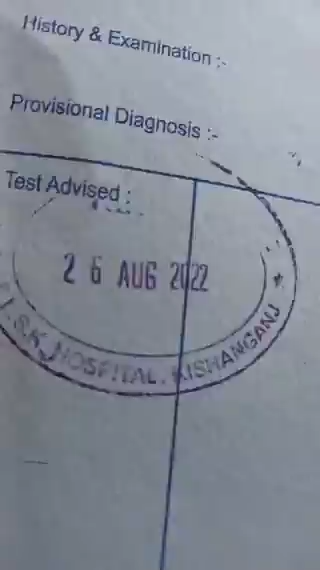 History & Examination :-
Provisional Diagnosis :-
Test Advised :
26 AUG 2022
HOSPITAL, KISHANGANJ